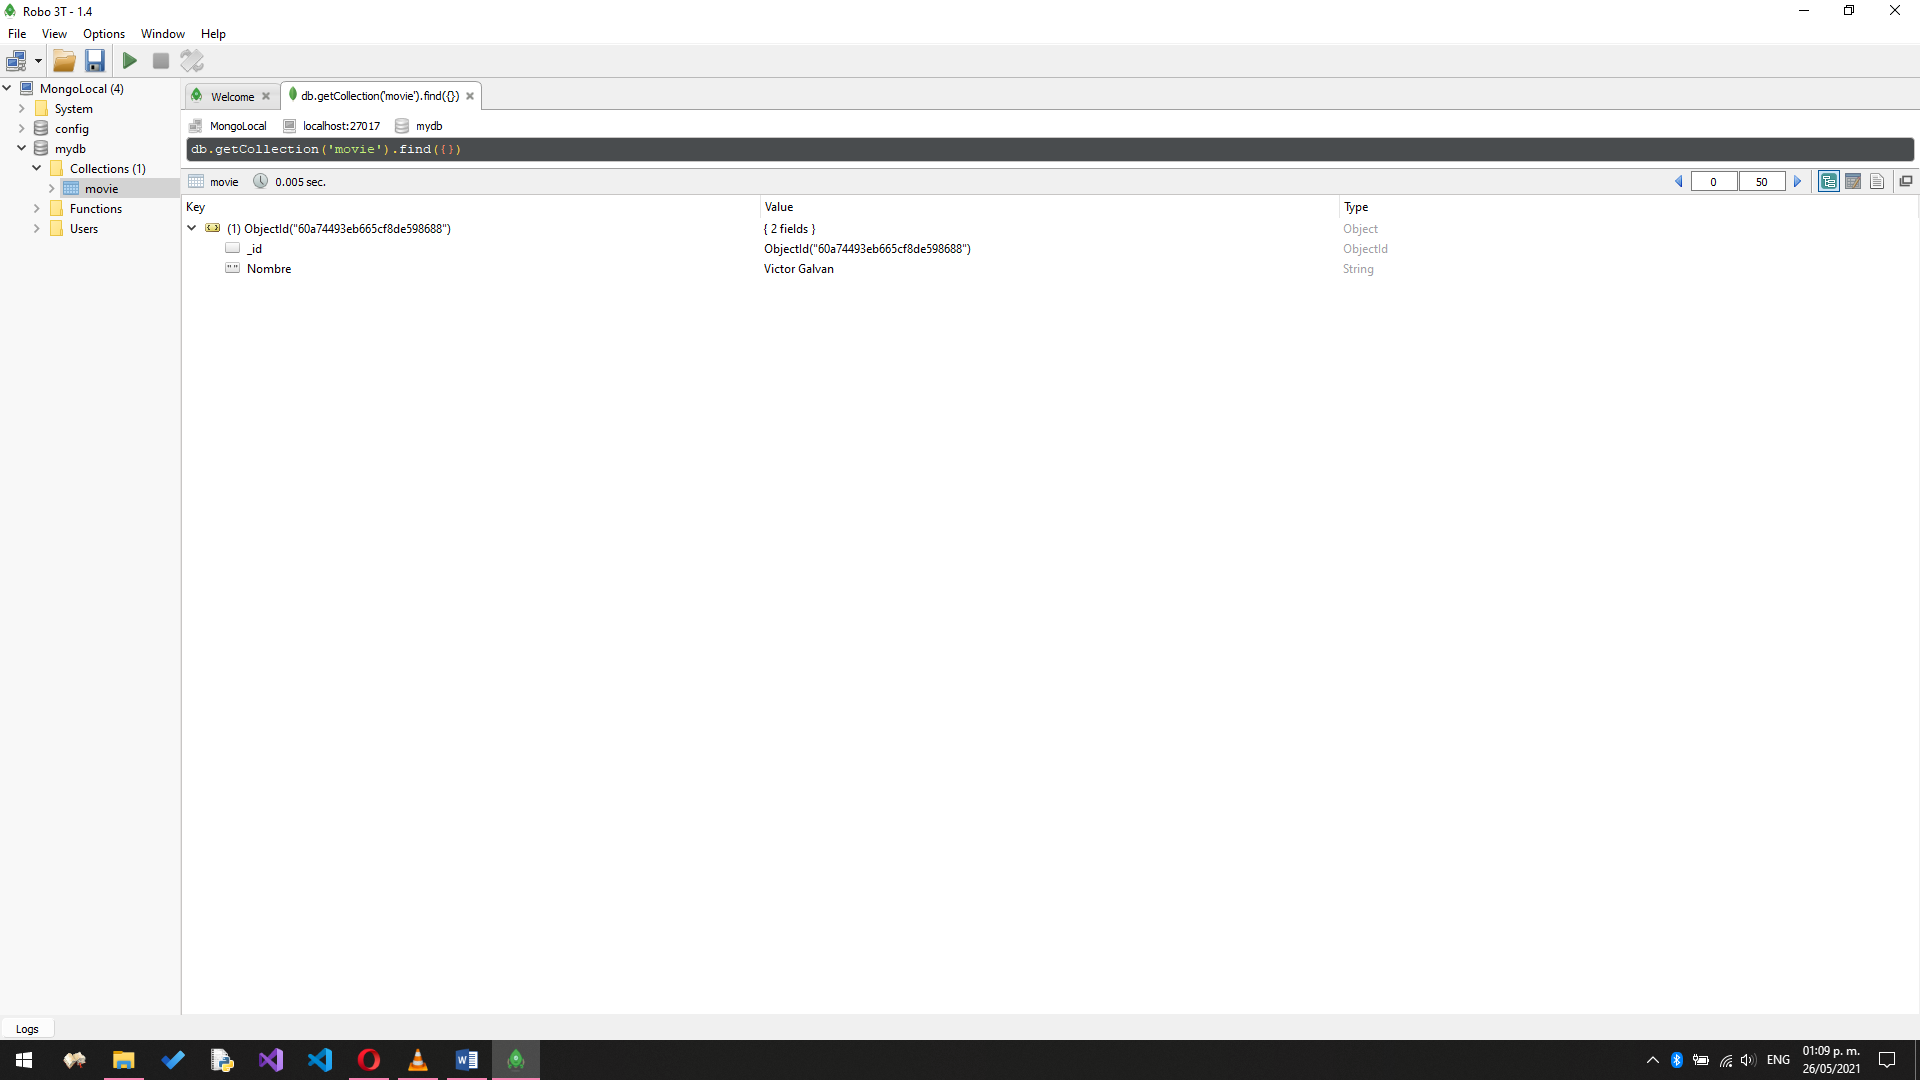 Robo 3T - 1.4
File View Options Window Help
MongoLocal (4)
System
config
mydb
Collections (1)
movie
Functions
Users
Welcome
db.getCollection('movie').find({})
MongoLocal localhost:27017 mydb
db.getCollection('movie').find({})
movie 0.005 sec. 0 50
Key Value Type
(1) ObjectId("60a74493eb665cf8de598688") { 2 fields } Object
_id ObjectId("60a74493eb665cf8de598688") ObjectId
Nombre Victor Galvan String
Logs
ENG
01:09 p. m.
26/05/2021